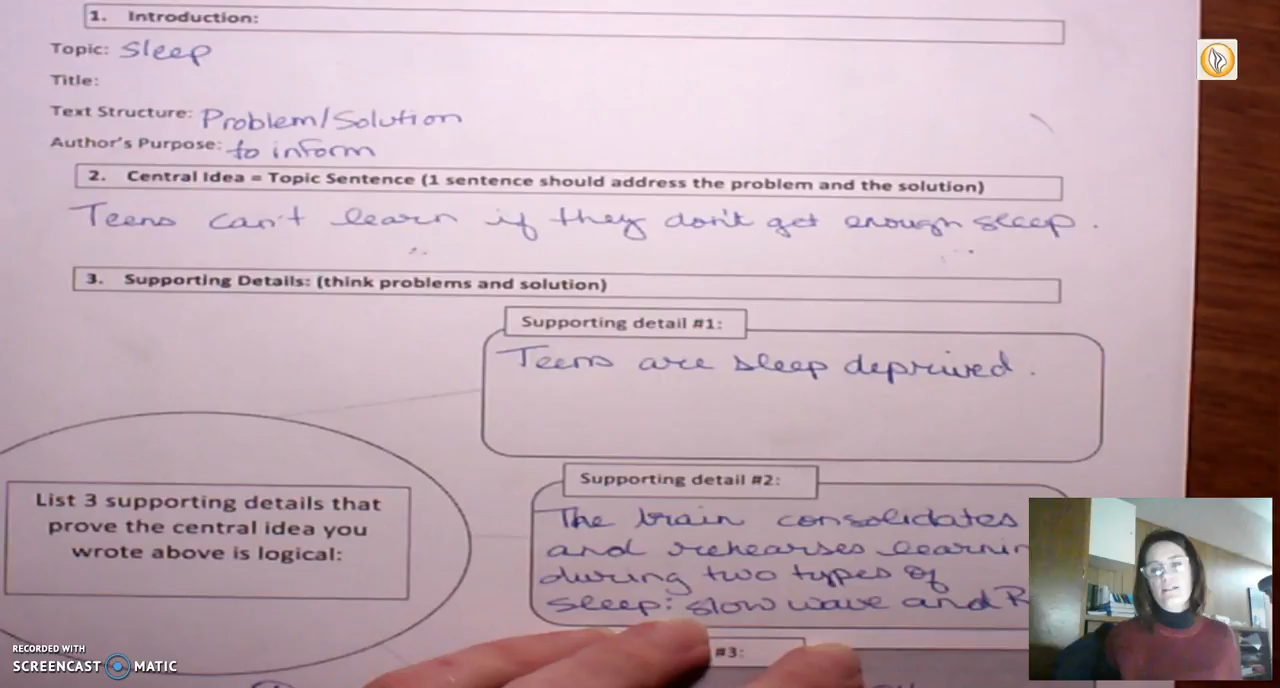 1. Introduction:
Topic: Sleep
Title:
Text Structure: Problem/Solution
Author's Purpose: to inform
2. Central Idea = Topic Sentence (1 sentence should address the problem and the solution)
Teens can't learn if they don't get enough sleep.
3. Supporting Details: (think problems and solution)
Supporting detail #1:
Teens are sleep deprived.
List 3 supporting details that
prove the central idea you
wrote above is logical:
Supporting detail #2:
The brain consolidates
and rehearses learnin
during two types of
sleep: slow wave and R
#3:
RECORDED WITH
SCREENCAST MATIC